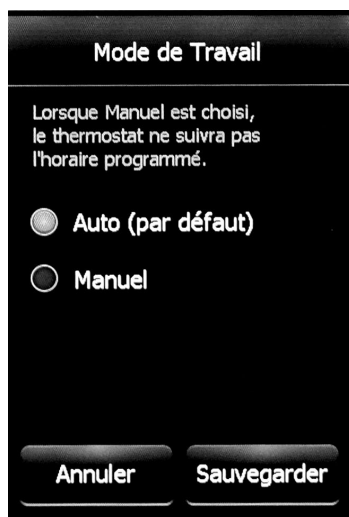 Mode de Travail
Lorsque Manuel est choisi,
le thermostat ne suivra pas
l'horaire programmé.
Auto (par défaut)
Manuel
Annuler
Sauvegarder